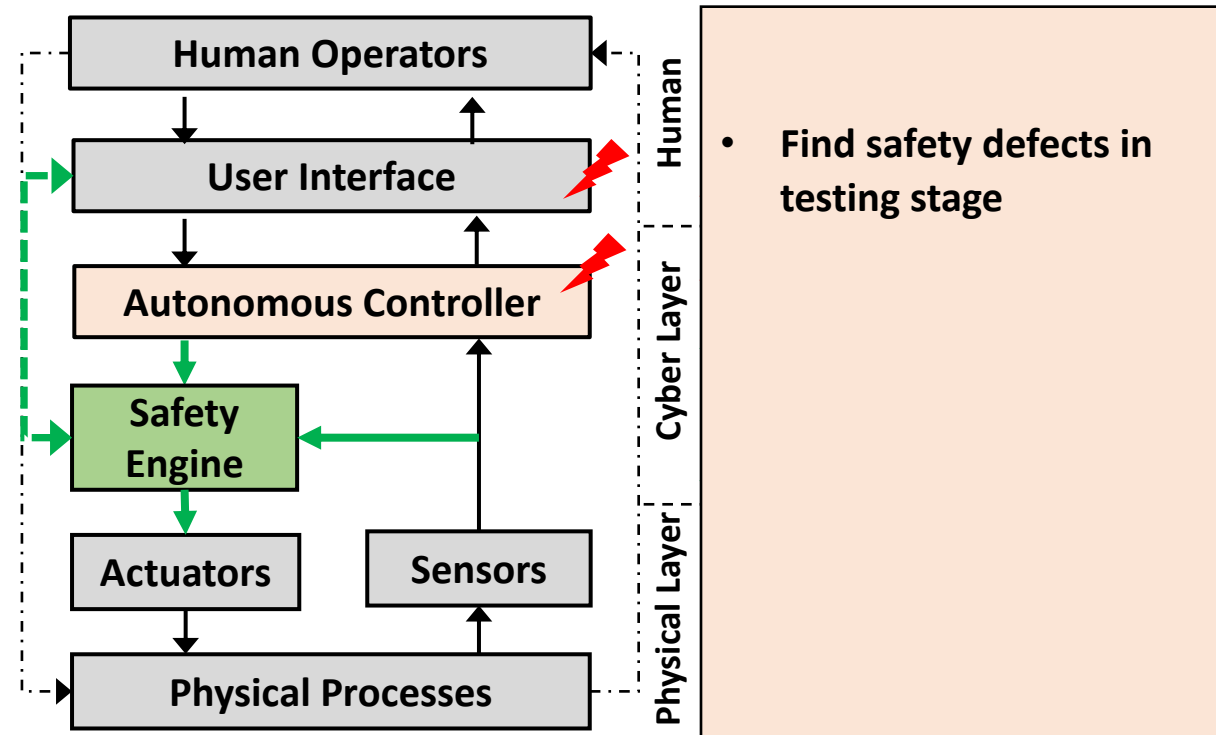 Human Operators
User Interface
Autonomous Controller
Safety
Engine
Actuators
Sensors
Physical Processes
Human
Cyber Layer
Physical Layer
• Find safety defects in
testing stage